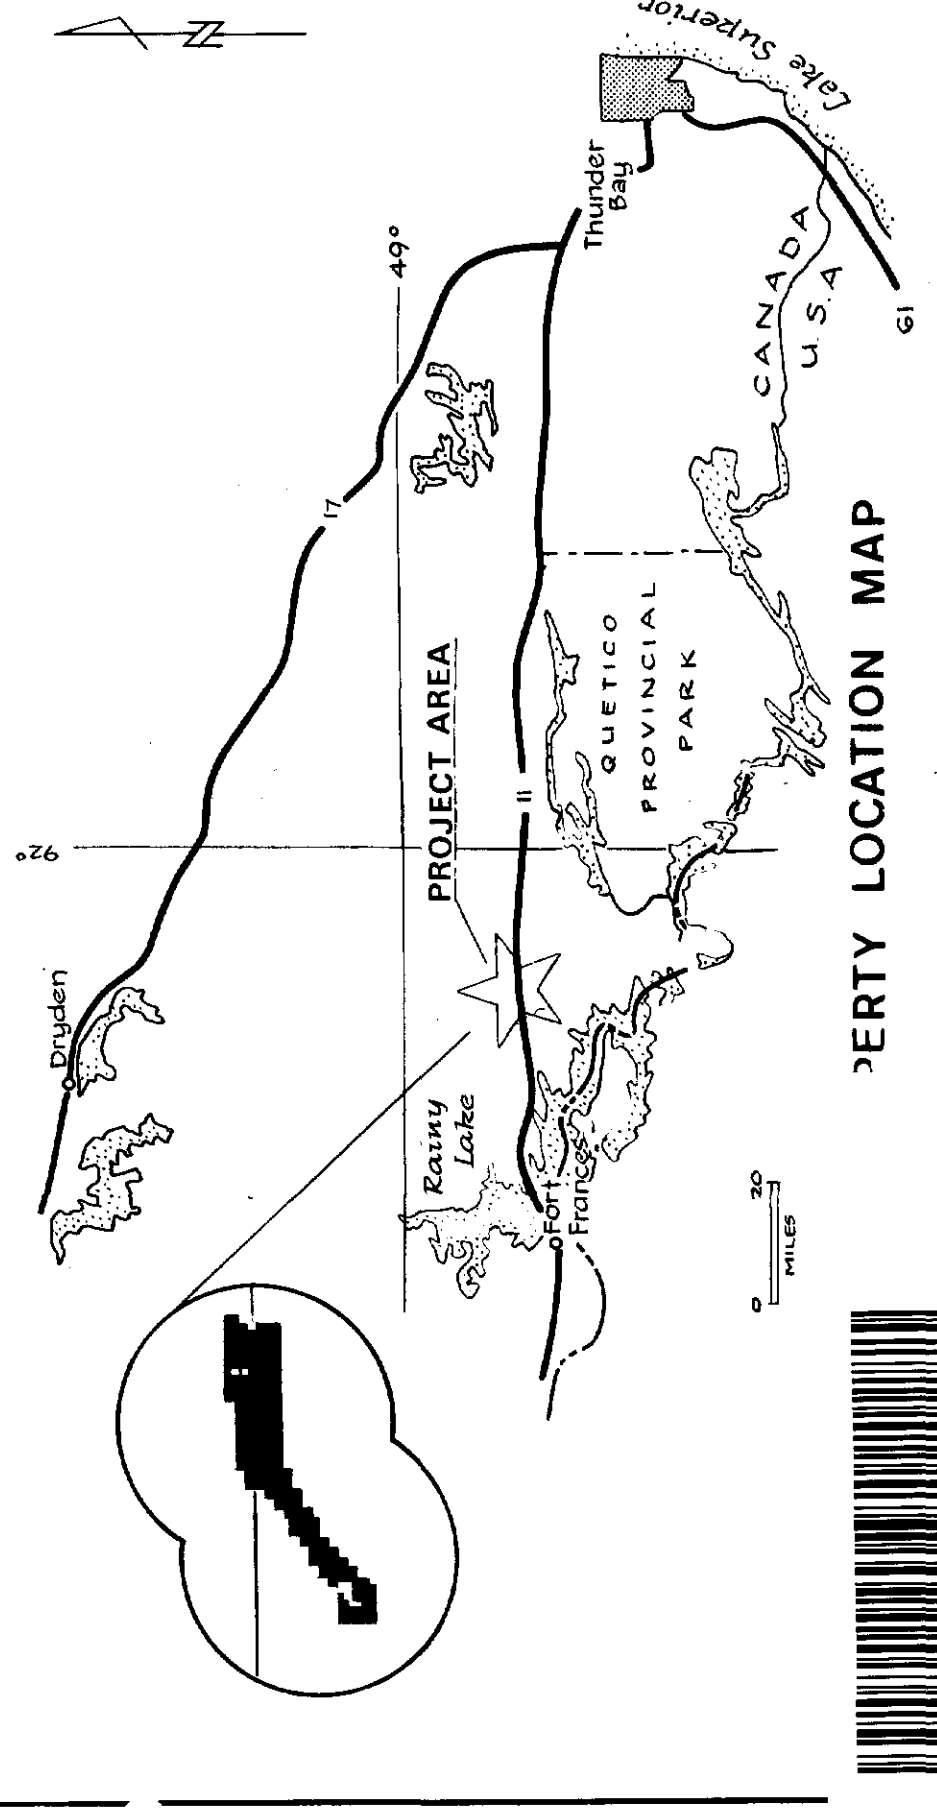 Lake Superior
Dryden
92°
17
49°
Thunder
Bay
PROJECT AREA
Rainy
Lake
11
Fort
Frances
QUETICO
PROVINCIAL
PARK
CANADA
U.S.A
61
0 20
MILES
PERTY LOCATION MAP